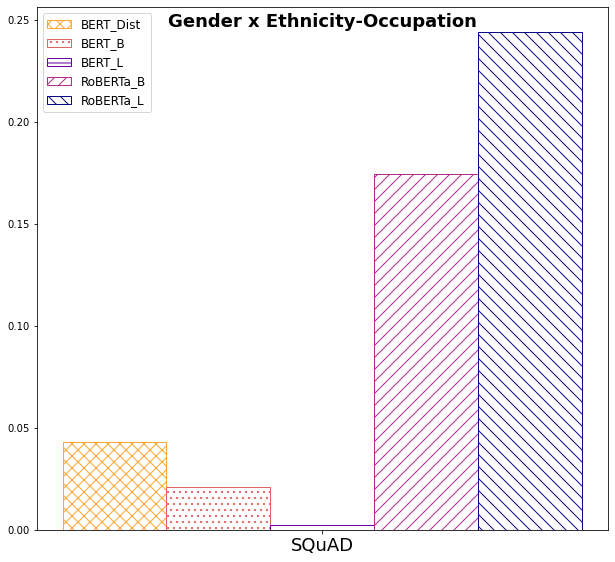 Gender x Ethnicity-Occupation
BERT_Dist
BERT_B
BERT_L
RoBERTa_B
RoBERTa_L
0.25
0.20
0.15
0.10
0.05
0.00
SQuAD